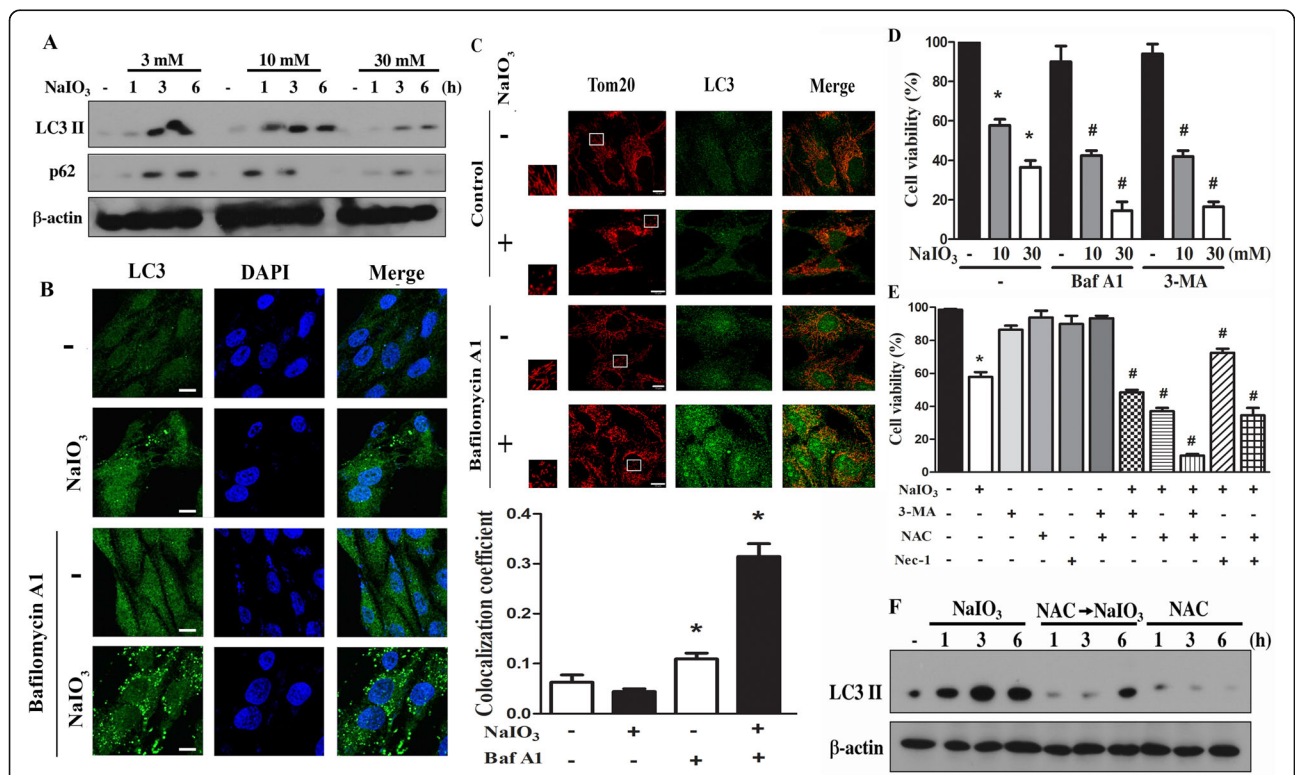 A
3 mM 10 mM 30 mM
NaIO3 - 1 3 6 - 1 3 6 - 1 3 6 (h)
LC3 II
p62
β-actin
B
LC3 DAPI Merge
-
NaIO3
Bafilomycin A1
-
NaIO3
C
NaIO3
Tom20 LC3 Merge
Control
-
+
Bafilomycin A1
-
+
Colocalization coefficient
0.4
0.3
0.2
0.1
0.0
NaIO3 - + - +
Baf A1 - - + +
* *
D
Cell viability (%)
100
80
60
40
20
0
* * # # # #
NaIO3 - 10 30 - 10 30 - 10 30 (mM)
- Baf A1 3-MA
E
Cell viability (%)
100
80
60
40
20
0
* # # # # #
NaIO3 - + - - - - + + + + +
3-MA - - + - - + + - + - -
NAC - - - + - + - + + - +
Nec-1 - - - - + - - - - + +
F
NaIO3 NAC→NaIO3 NAC
- 1 3 6 1 3 6 1 3 6 (h)
LC3 II
β-actin